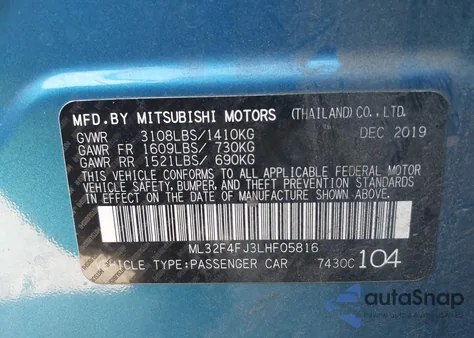 MFD.BY MITSUBISHI MOTORS (THAILAND) CO., LTD.
GVWR 3108LBS/1410KG DEC 2019
GAWR FR 1609LBS/ 730KG
GAWR RR 1521LBS/ 690KG
THIS VEHICLE CONFORMS TO ALL APPLICABLE
VEHICLE SAFETY, BUMPER, AND THEFT PREVENTION
STANDARDS IN EFFECT ON THE DATE OF
MANUFACTURE SHOWN ABOVE.
ML32F4FJ3LHF05816
VEHICLE TYPE:PASSENGER CAR 7430C 104
autoSnap